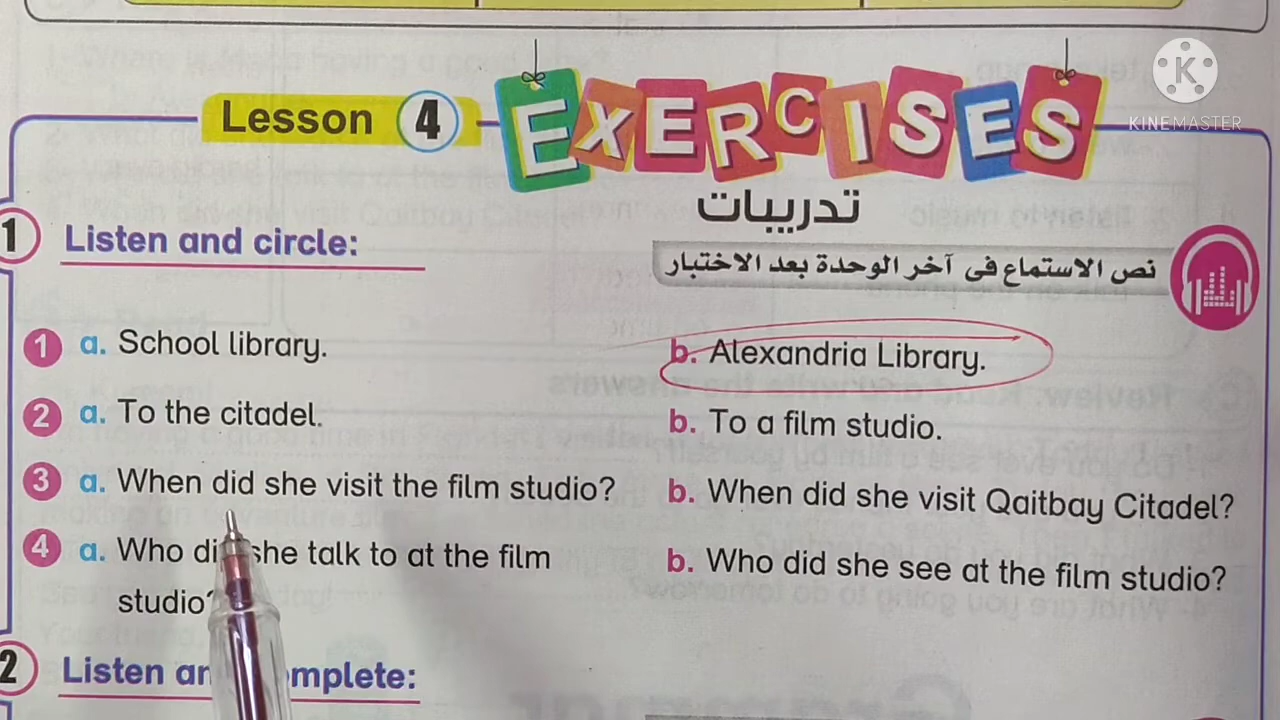 Lesson 4 EXERCISES
KINEMASTER
تدريبات
1 Listen and circle:
نص الاستماع فى آخر الوحدة بعد الاختبار
1 a. School library. b. Alexandria Library.
2 a. To the citadel. b. To a film studio.
3 a. When did she visit the film studio? b. When did she visit Qaitbay Citadel?
4 a. Who did she talk to at the film b. Who did she see at the film studio?
studio?
2 Listen mplete: